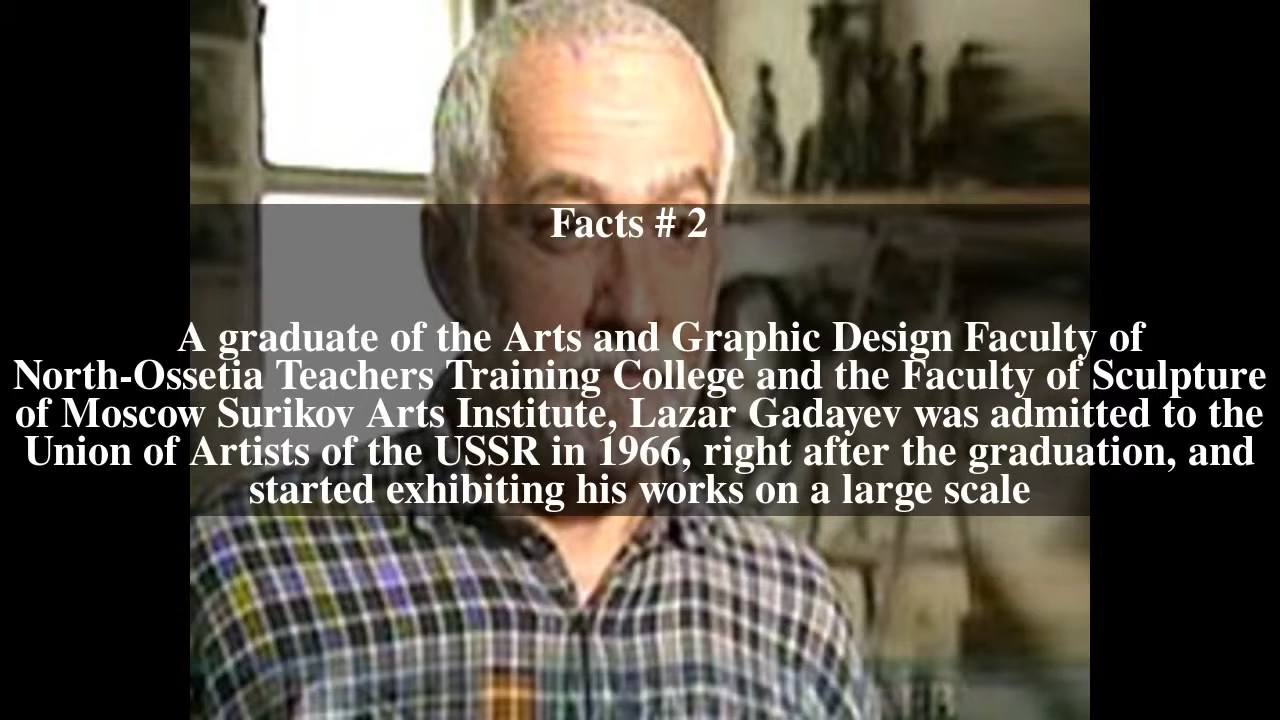 Facts # 2
A graduate of the Arts and Graphic Design Faculty of
North-Ossetia Teachers Training College and the Faculty of Sculpture
of Moscow Surikov Arts Institute, Lazar Gadayev was admitted to the
Union of Artists of the USSR in 1966, right after the graduation, and
started exhibiting his works on a large scale